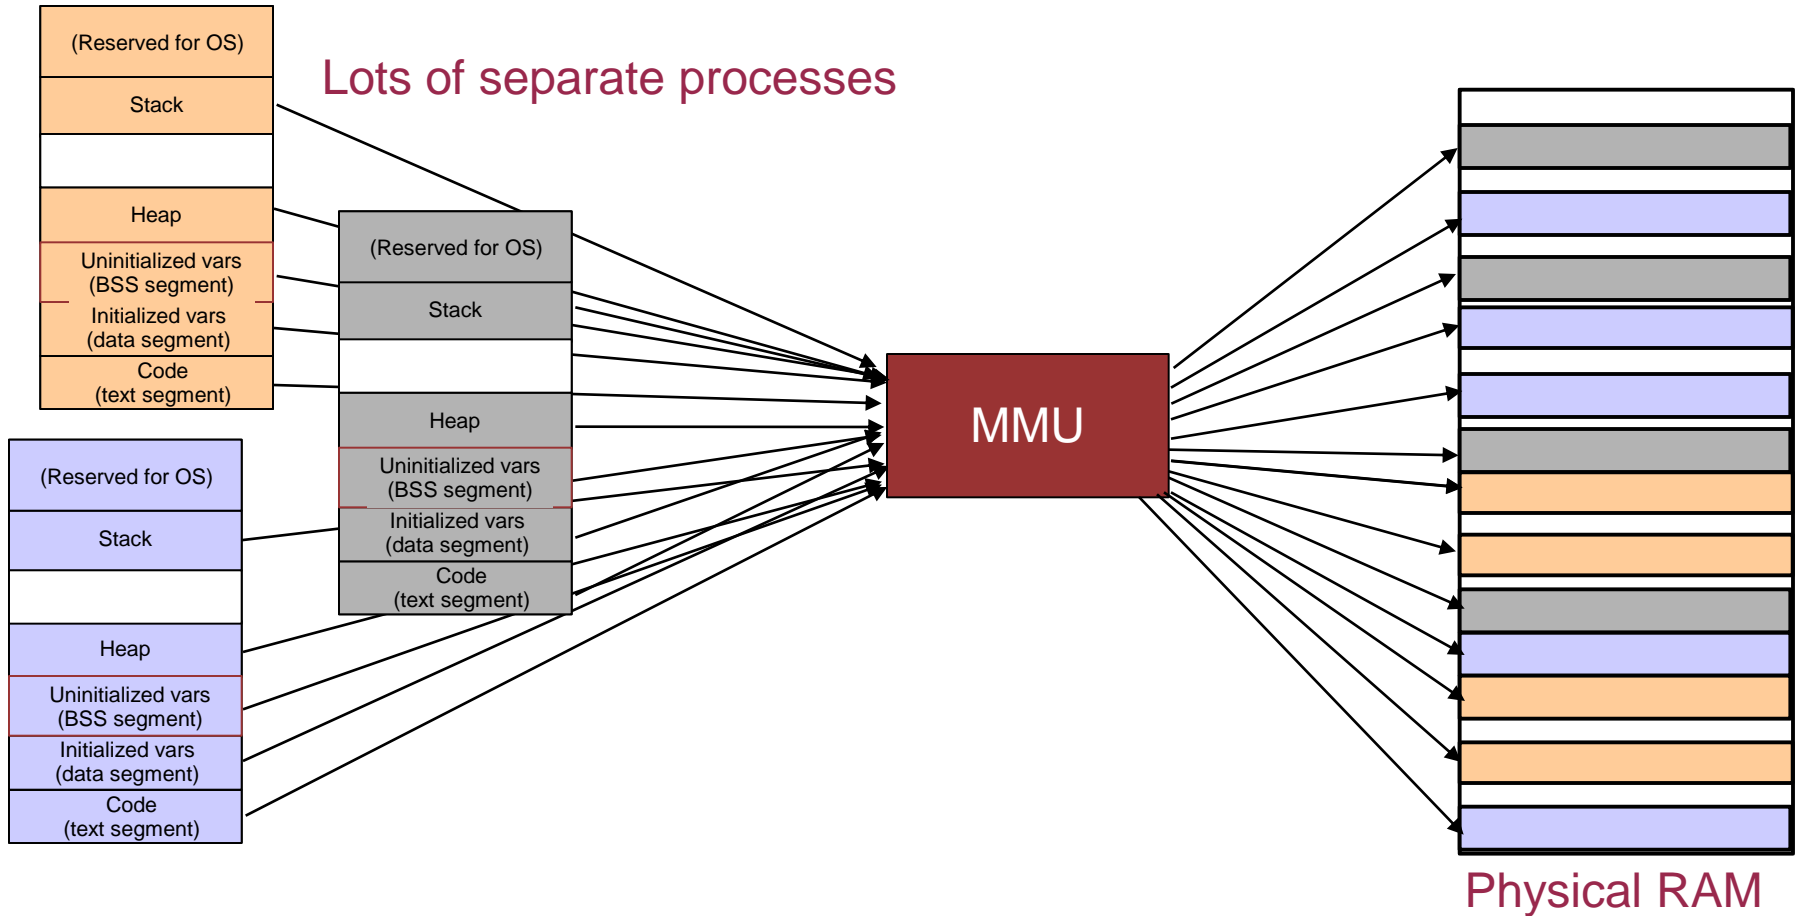 Lots of separate processes
(Reserved for OS)
Stack
Heap
Uninitialized vars
(BSS segment)
Initialized vars
(data segment)
Code
(text segment)
(Reserved for OS)
Stack
Heap
Uninitialized vars
(BSS segment)
Initialized vars
(data segment)
Code
(text segment)
(Reserved for OS)
Stack
Heap
Uninitialized vars
(BSS segment)
Initialized vars
(data segment)
Code
(text segment)
MMU
Physical RAM